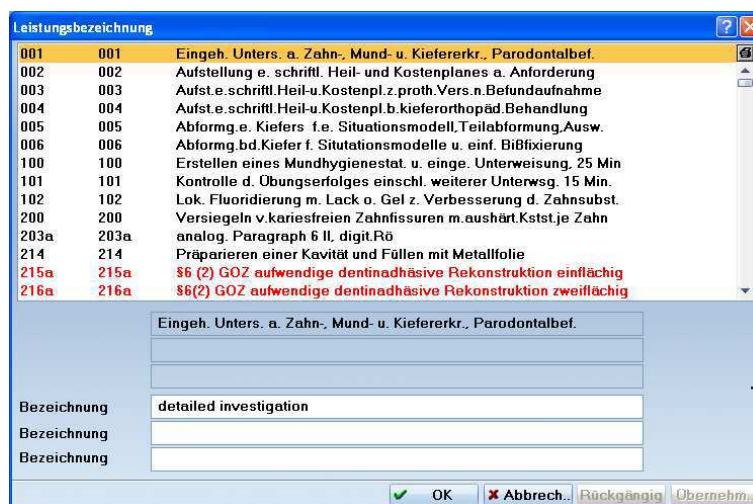 Leistungsbezeichnung
001 001 Eingeh. Unters. a. Zahn-, Mund- u. Kiefererkr., Parodontalbef.
002 002 Aufstellung e. schriftl. Heil- und Kostenplanes a. Anforderung
003 003 Aufst.e.schriftl.Heil-u.Kostenpl.z.proth.Vers.n.Befundaufnahme
004 004 Aufst.e.schriftl.Heil-u.Kostenpl.b.kieferorthopäd.Behandlung
005 005 Abformg.e. Kiefers f.e. Situationsmodell,Teilabformung,Ausw.
006 006 Abformg.bd.Kiefer f. Situtationsmodelle u. einf. Bißfixierung
100 100 Erstellen eines Mundhygienestat. u. einge. Unterweisung, 25 Min
101 101 Kontrolle d. Übungserfolges einschl. weiterer Unterwsg. 15 Min.
102 102 Lok. Fluoridierung m. Lack o. Gel z. Verbesserung d. Zahnsubst.
200 200 Versiegeln v.kariesfreien Zahnfissuren m.aushärt.Kstst.je Zahn
203a 203a analog. Paragraph 6 II, digit.Rö
214 214 Präparieren einer Kavität und Füllen mit Metallfolie
215a 215a §6 (2) GOZ aufwendige dentinadhäsive Rekonstruktion einflächig
216a 216a §6(2) GOZ aufwendige dentinadhäsive Rekonstruktion zweiflächig
Eingeh. Unters. a. Zahn-, Mund- u. Kiefererkr., Parodontalbef.
Bezeichnung detailed investigation
Bezeichnung
Bezeichnung
OK Abbrech.. Rückgängig Übernehm.